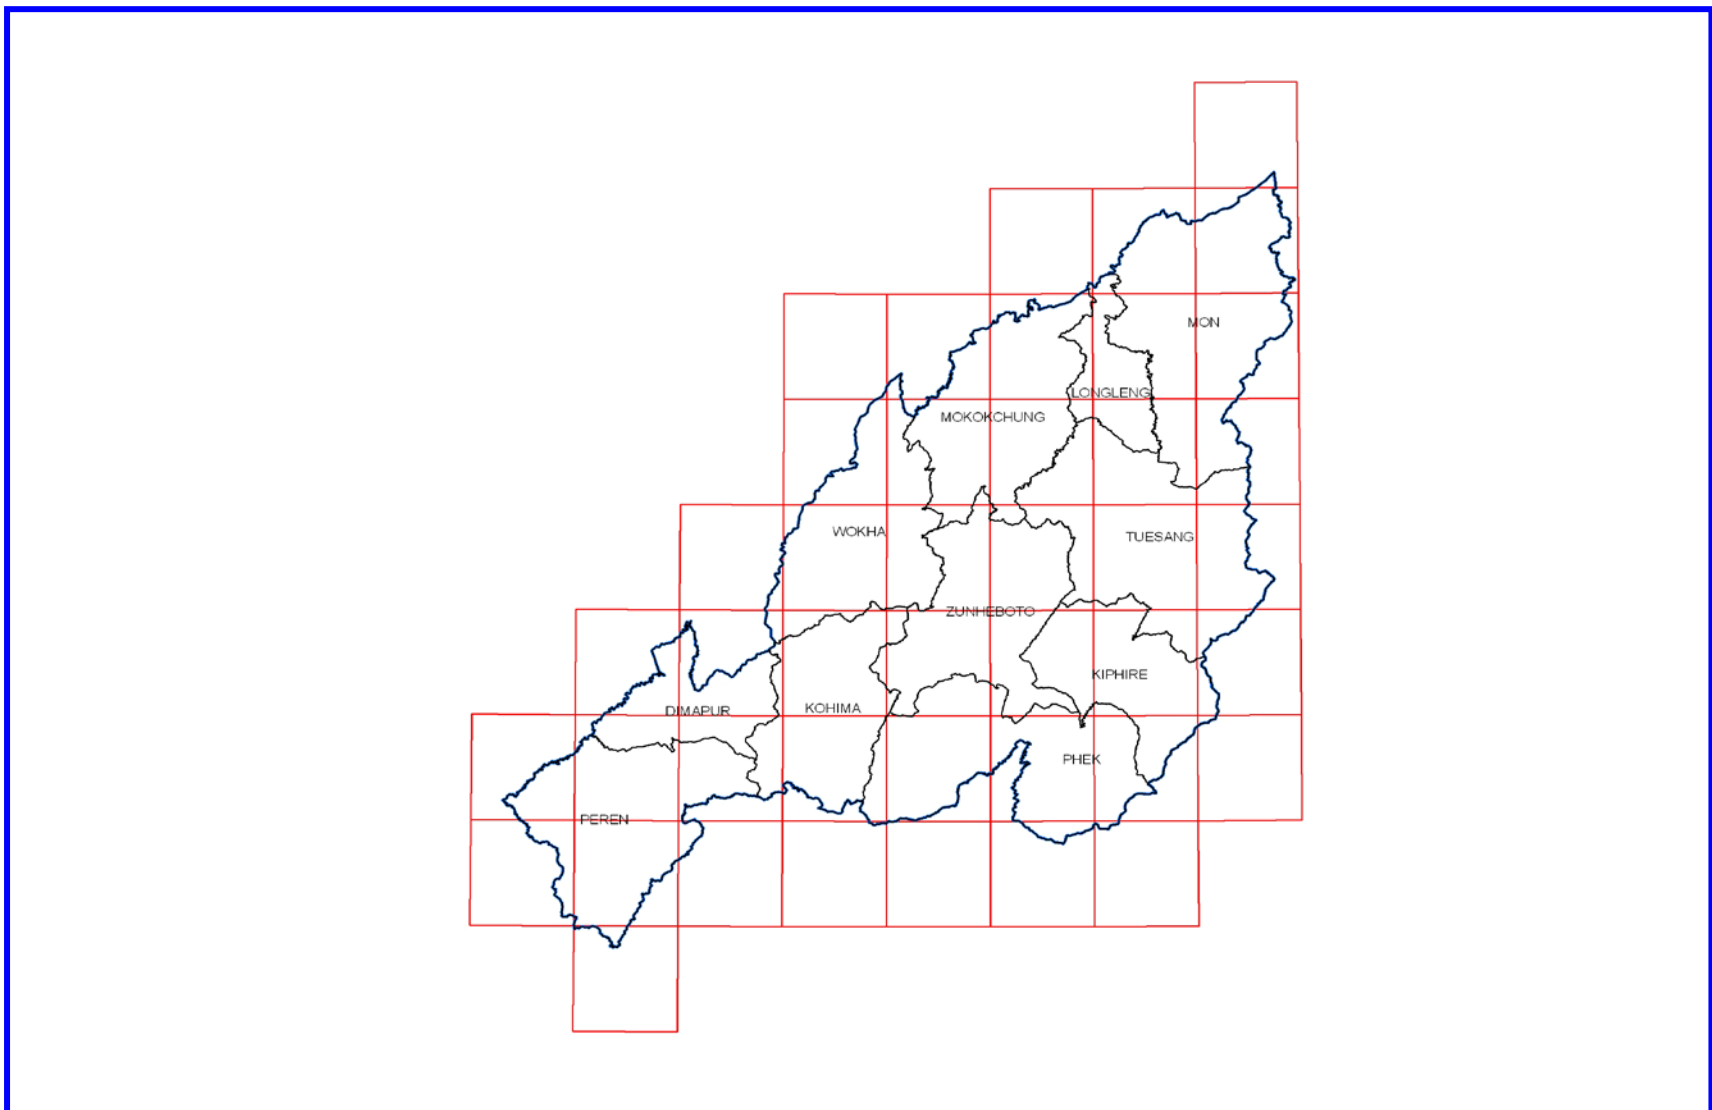 MON
LONGLENG
MOKOKCHUNG
WOKHA
TUESANG
ZUNHEBOTO
KIPHIRE
DIMAPUR
KOHIMA
PHEK
PEREN